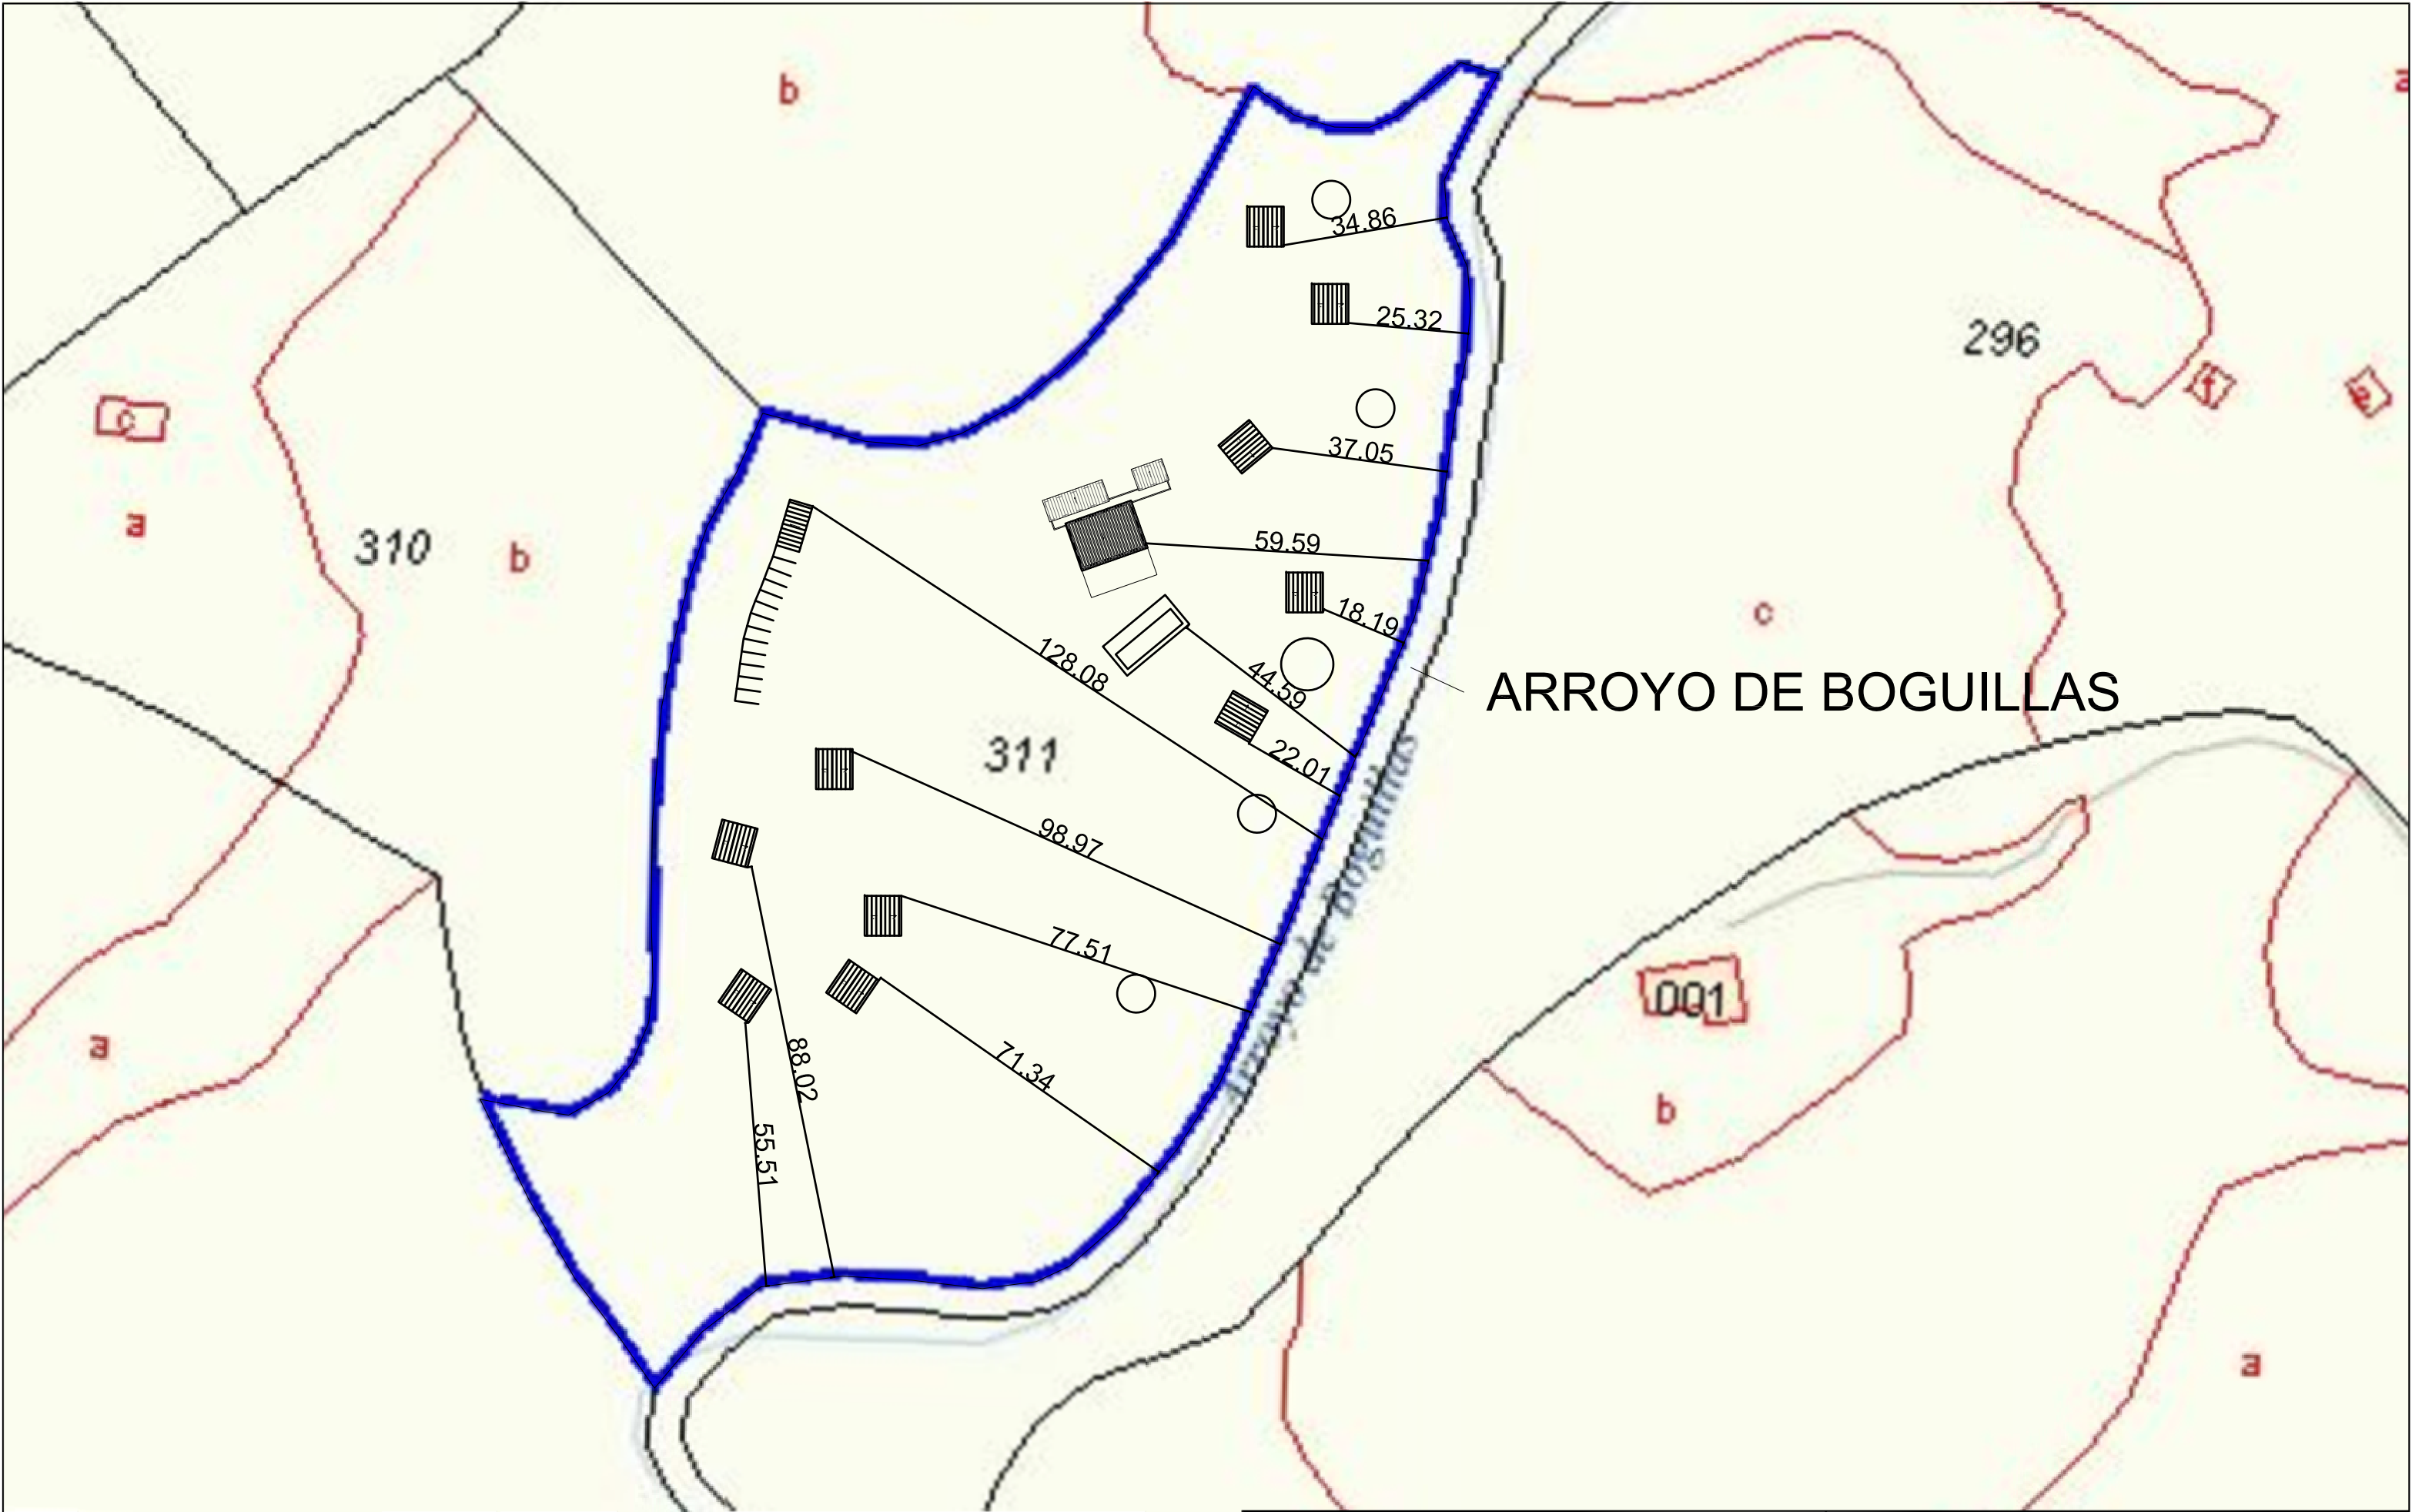 b
a
34.86
25.32
296
c
f
e
37.05
a
310
b
59.59
18.19
c
128.08
44.59
ARROYO DE BOGUILLAS
311
22.01
98.97
Arroyo de Boguillas
77.51
001
a
88.02
71.34
b
55.51
a